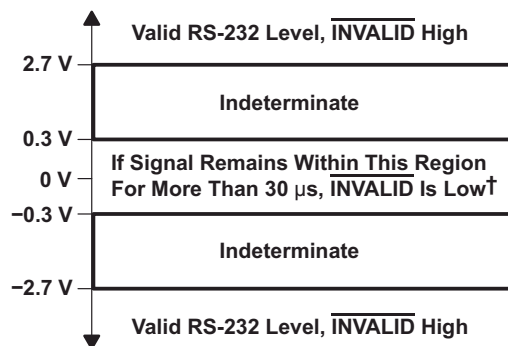 Valid RS-232 Level, INVALID High
2.7 V
Indeterminate
0.3 V
If Signal Remains Within This Region
0 V
For More Than 30 μs, INVALID Is Low†
−0.3 V
Indeterminate
−2.7 V
Valid RS-232 Level, INVALID High